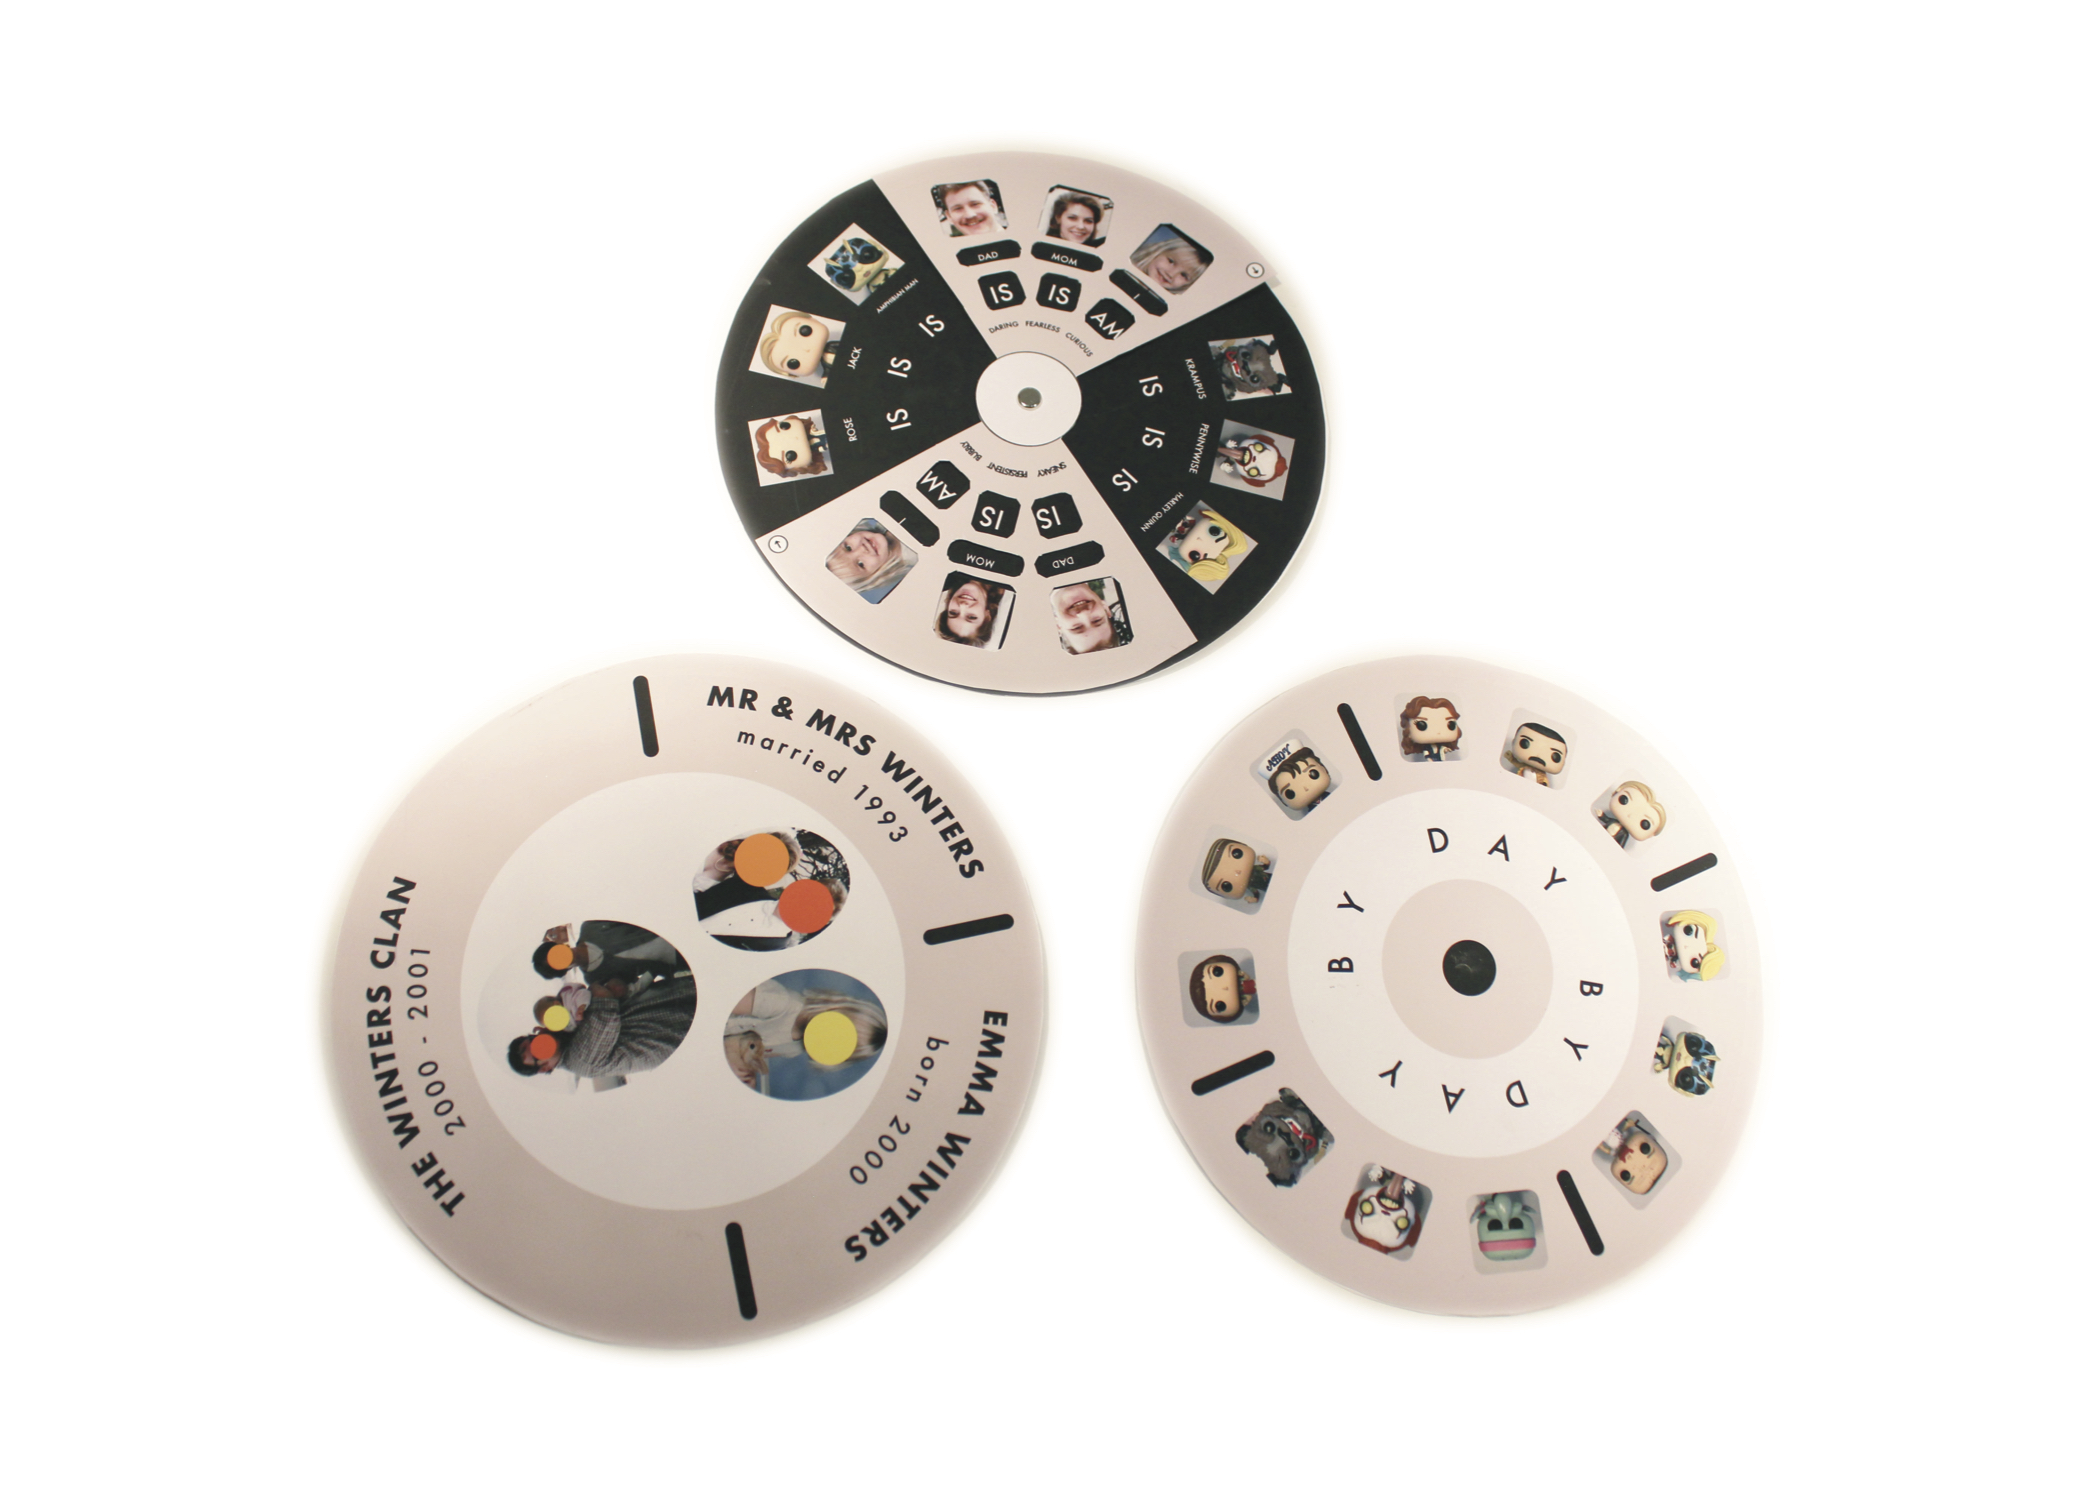 DAD
MOM
I
IS
IS
AM
DARING
FEARLESS
CURIOUS
AMPHIBIAN MAN
IS
JACK
IS
ROSE
IS
KRAMPUS
IS
PENNYWISE
IS
HARLEY QUINN
IS
SNEAKY
PERSISTENT
BUBBLY
IS
IS
AM
DAD
MOM
I
MR & MRS WINTERS
married 1993
EMMA WINTERS
born 2000
THE WINTERS CLAN
2000 - 2001
DAY
BY
DAY
BY